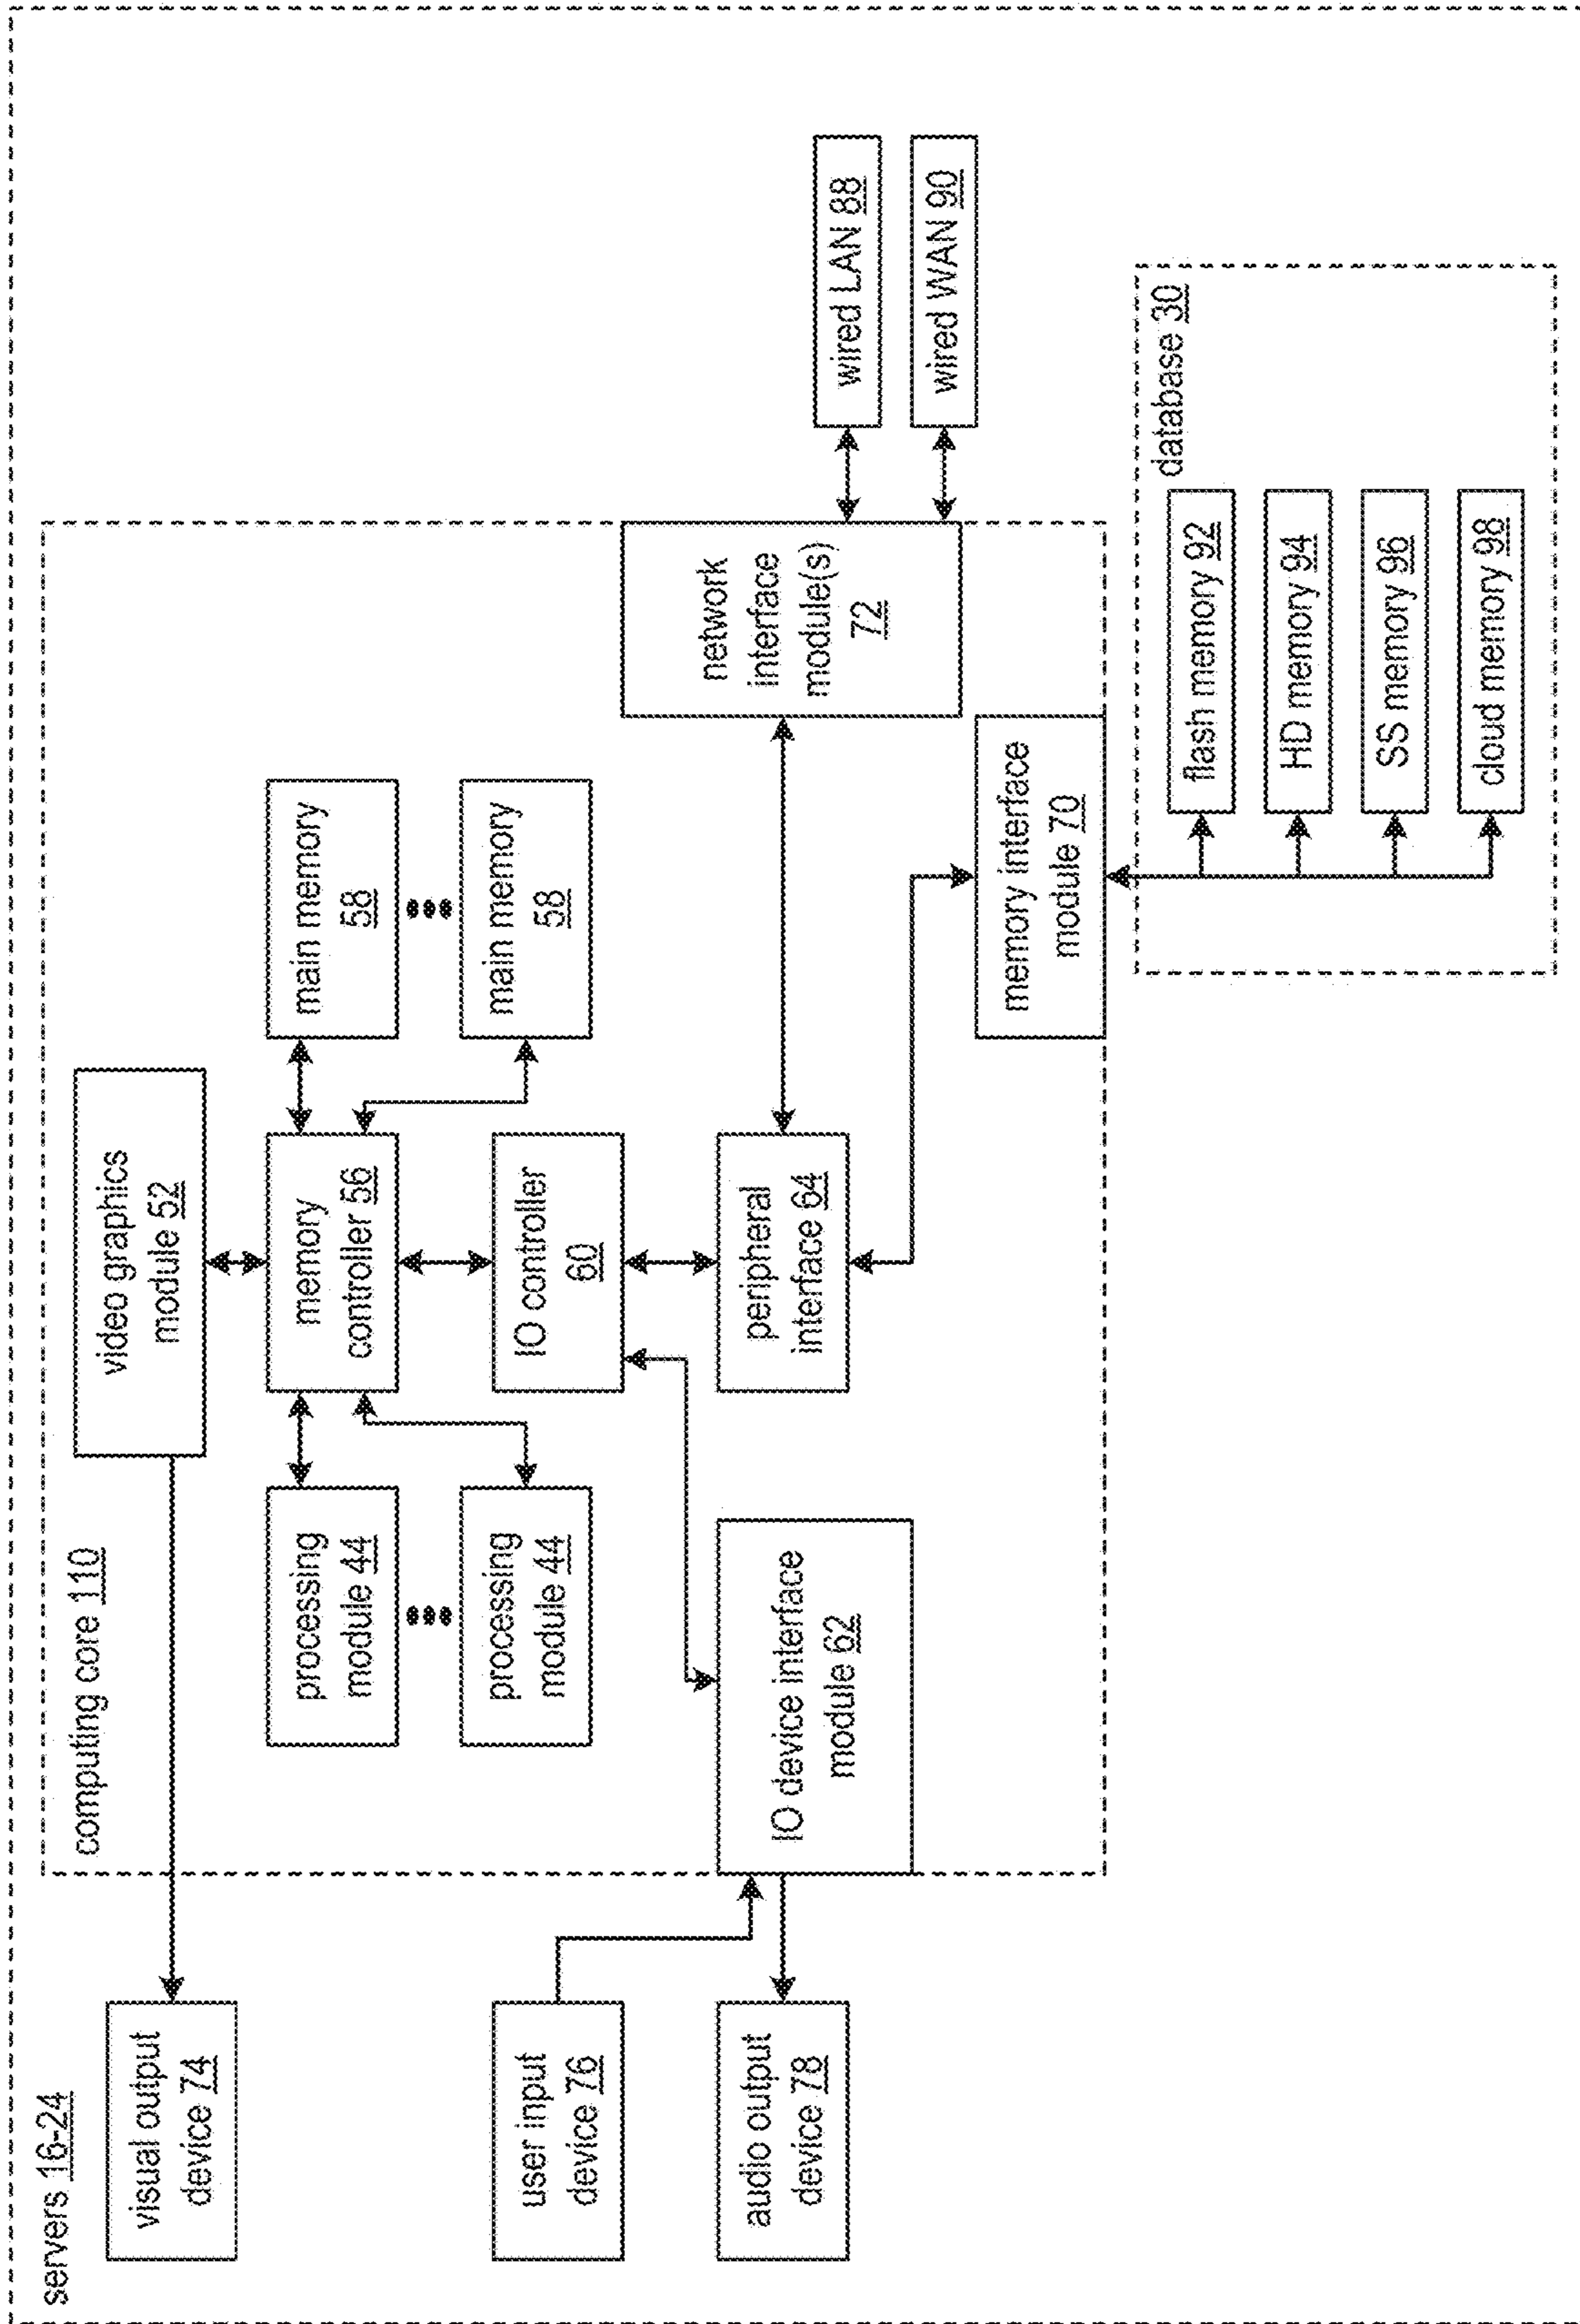 servers 16-24
computing core 110
visual output
device 74
video graphics
module 52
processing
module 44
memory
controller 56
main memory
58
processing
module 44
IO controller
60
main memory
58
user input
device 76
audio output
device 78
IO device interface
module 62
peripheral
interface 64
network
interface
module(s)
72
wired LAN 88
wired WAN 90
memory interface
module 70
database 30
flash memory 92
HD memory 94
SS memory 96
cloud memory 98